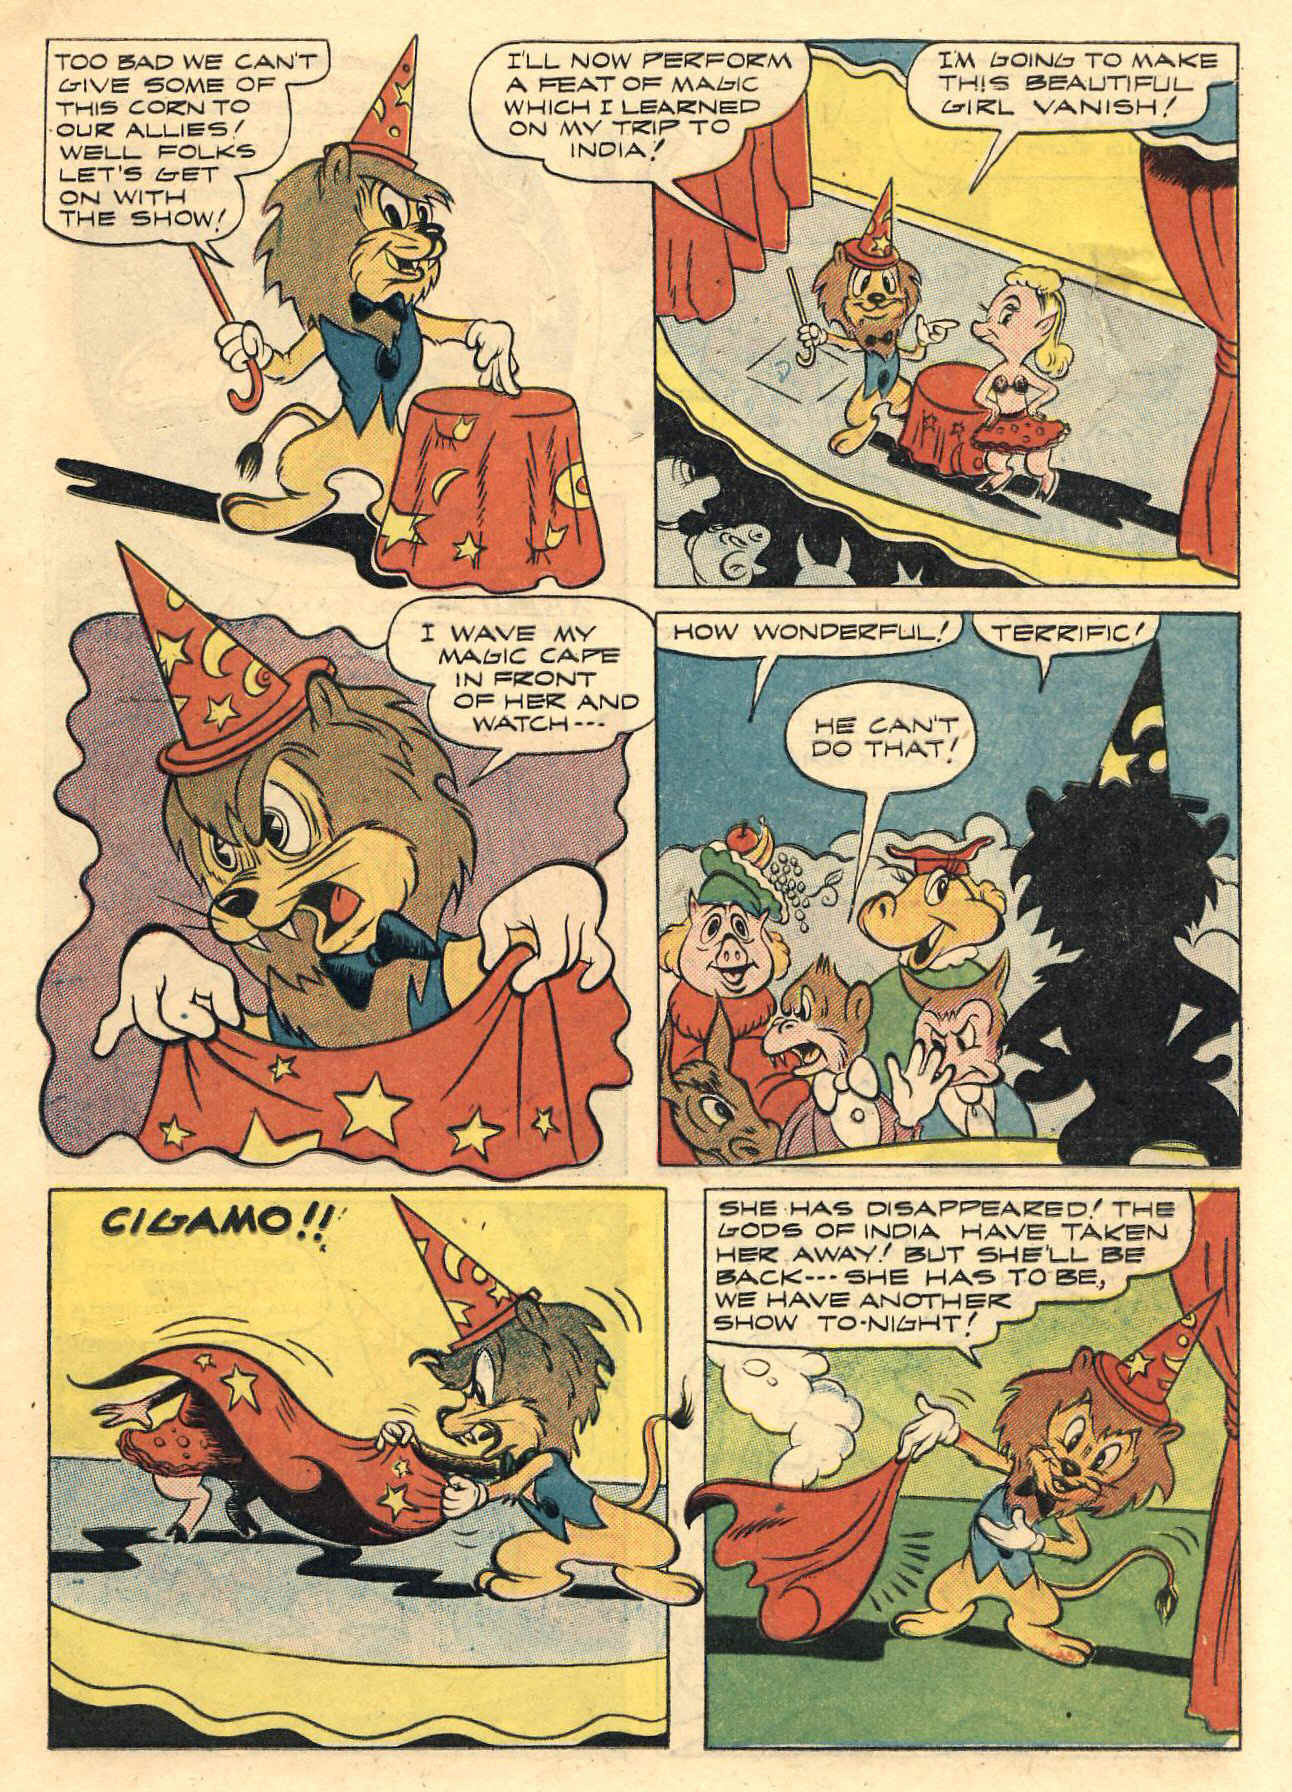 TOO BAD WE CAN'T
GIVE SOME OF
THIS CORN TO
OUR ALLIES!
WELL FOLKS
LET'S GET
ON WITH
THE SHOW!
I'LL NOW PERFORM
A FEAT OF MAGIC
WHICH I LEARNED
ON MY TRIP TO
INDIA!
I'M GOING TO MAKE
THIS BEAUTIFUL
GIRL VANISH!
I WAVE MY
MAGIC CAPE
IN FRONT
OF HER AND
WATCH---
HOW WONDERFUL!
TERRIFIC!
HE CAN'T
DO THAT!
CIGAMO!!
SHE HAS DISAPPEARED! THE
GODS OF INDIA HAVE TAKEN
HER AWAY! BUT SHE'LL BE
BACK---SHE HAS TO BE,
WE HAVE ANOTHER
SHOW TO-NIGHT!